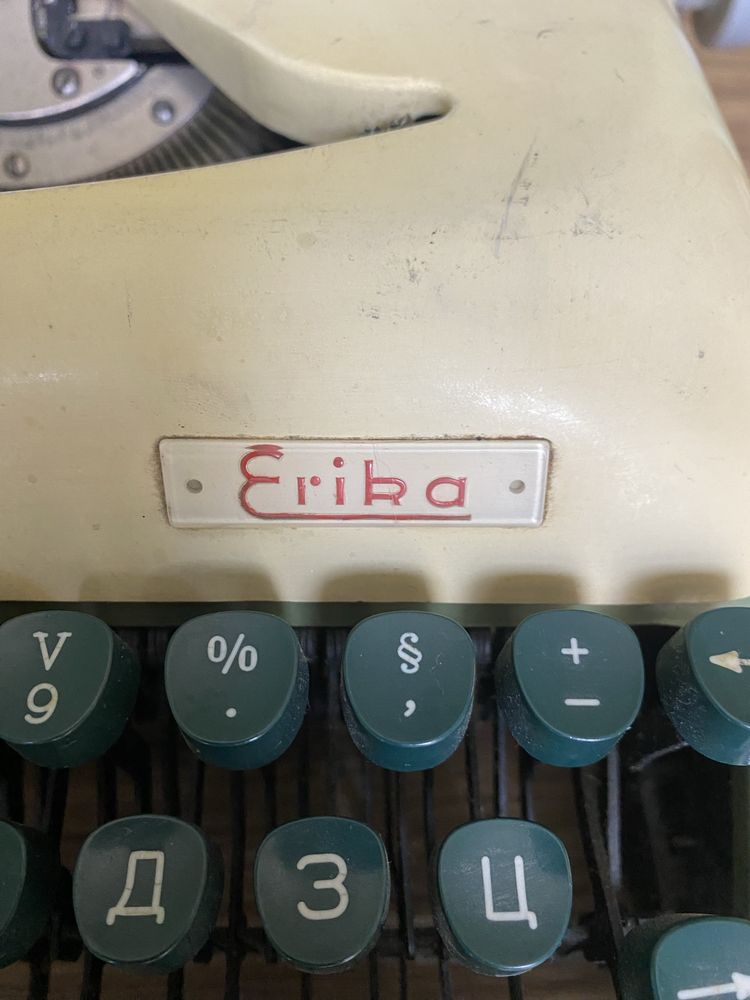 Erika
V % § +
9 . , −
Д З Ц